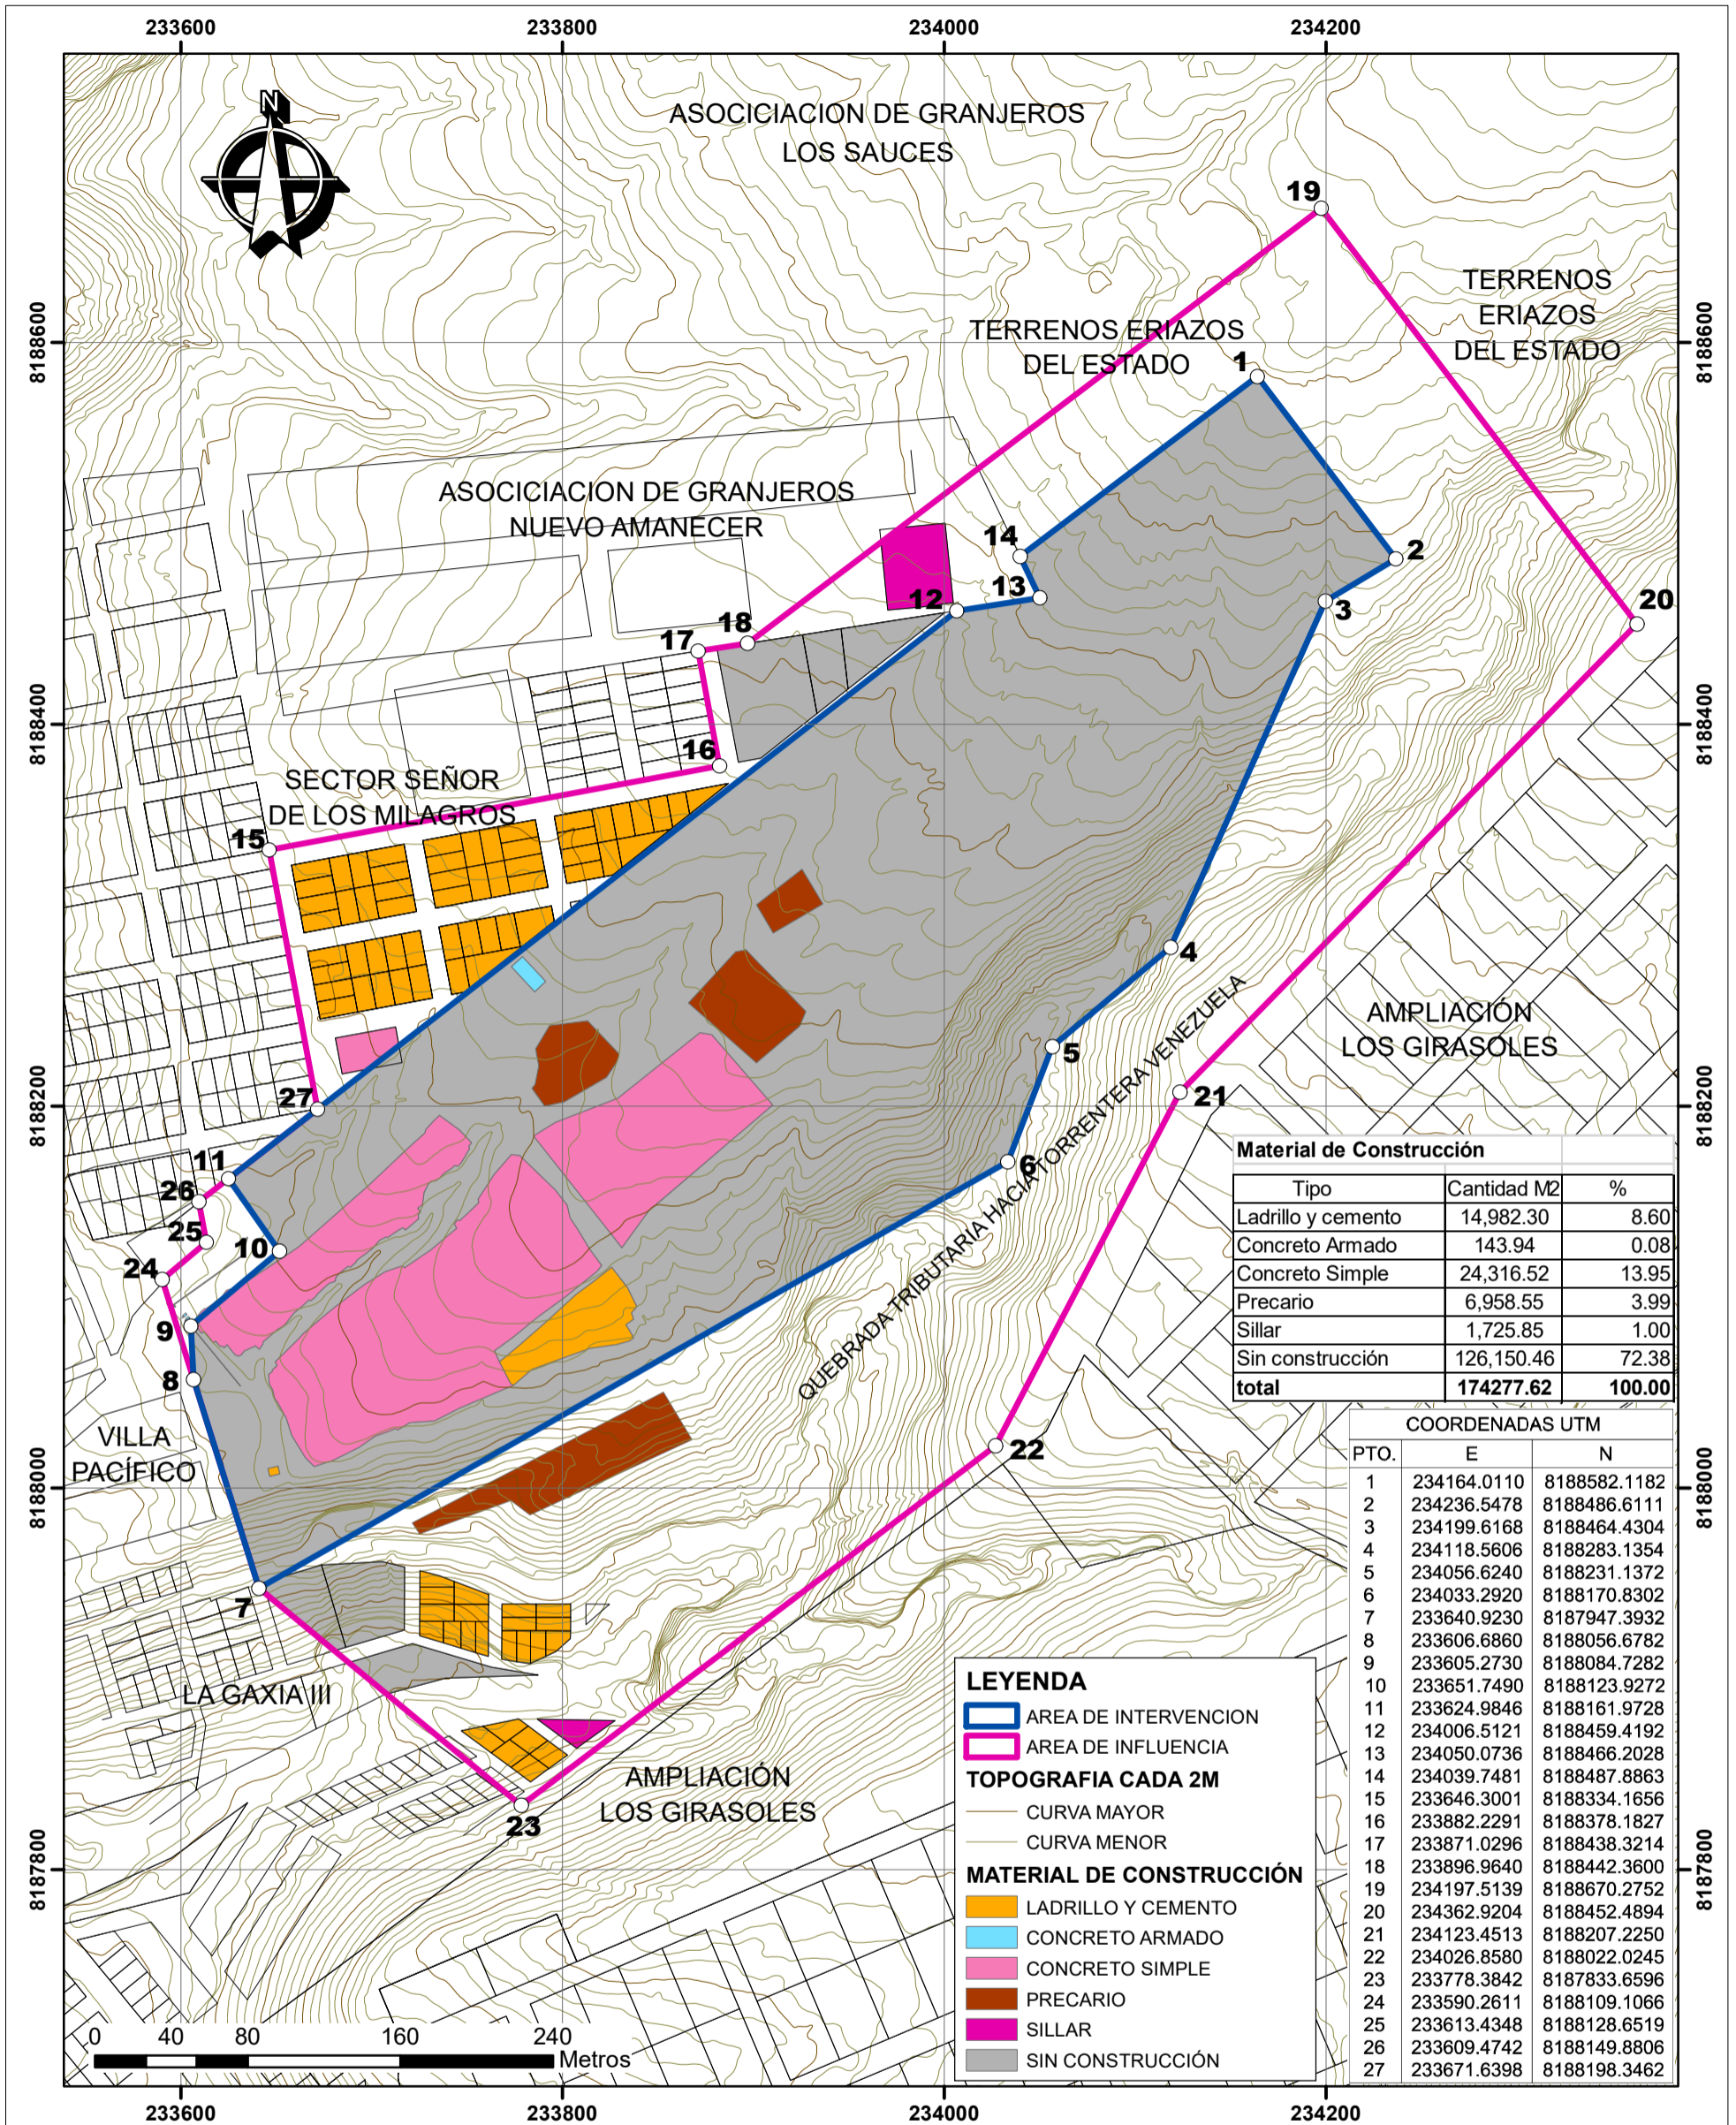 233600 233800 234000 234200
N
ASOCICIACION DE GRANJEROS
LOS SAUCES
19
TERRENOS
ERIAZOS
DEL ESTADO
TERRENOS ERIAZOS
DEL ESTADO
8188600 8188600
1
ASOCICIACION DE GRANJEROS
NUEVO AMANECER
14
2
13
12
3
20
18
17
8188400 8188400
16
SECTOR SEÑOR
DE LOS MILAGROS
15
4
AMPLIACIÓN
LOS GIRASOLES
5
21
27
8188200 8188200
QUEBRADA TRIBUTARIA HACIA TORRENTERA VENEZUELA
6
11
26
25
10
24
9
8
Material de Construcción
Tipo Cantidad M2 %
Ladrillo y cemento 14,982.30 8.60
Concreto Armado 143.94 0.08
Concreto Simple 24,316.52 13.95
Precario 6,958.55 3.99
Sillar 1,725.85 1.00
Sin construcción 126,150.46 72.38
total 174277.62 100.00
VILLA
PACÍFICO
22
8188000 8188000
7
LA GAXIA III
23
AMPLIACIÓN
LOS GIRASOLES
8187800 8187800
COORDENADAS UTM
PTO. E N
1 234164.0110 8188582.1182
2 234236.5478 8188486.6111
3 234199.6168 8188464.4304
4 234118.5606 8188283.1354
5 234056.6240 8188231.1372
6 234033.2920 8188170.8302
7 233640.9230 8187947.3932
8 233606.6860 8188056.6782
9 233605.2730 8188084.7282
10 233651.7490 8188123.9272
11 233624.9846 8188161.9728
12 234006.5121 8188459.4192
13 234050.0736 8188466.2028
14 234039.7481 8188487.8863
15 233646.3001 8188334.1656
16 233882.2291 8188378.1827
17 233871.0296 8188438.3214
18 233896.9640 8188442.3600
19 234197.5139 8188670.2752
20 234362.9204 8188452.4894
21 234123.4513 8188207.2250
22 234026.8580 8188022.0245
23 233778.3842 8187833.6596
24 233590.2611 8188109.1066
25 233613.4348 8188128.6519
26 233609.4742 8188149.8806
27 233671.6398 8188198.3462
LEYENDA
AREA DE INTERVENCION
AREA DE INFLUENCIA
TOPOGRAFIA CADA 2M
CURVA MAYOR
CURVA MENOR
MATERIAL DE CONSTRUCCIÓN
LADRILLO Y CEMENTO
CONCRETO ARMADO
CONCRETO SIMPLE
PRECARIO
SILLAR
SIN CONSTRUCCIÓN
0 40 80 160 240
Metros
233600 233800 234000 234200